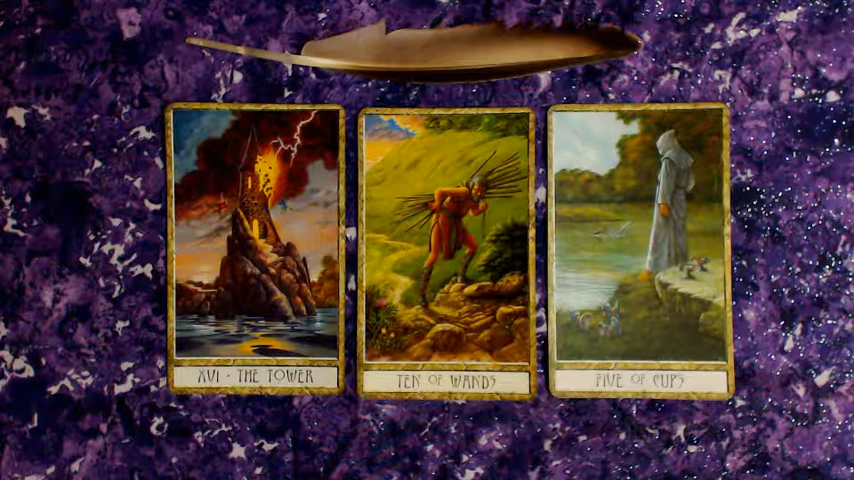 XVI · THE TOWER
TEN OF WANDS
FIVE OF CUPS